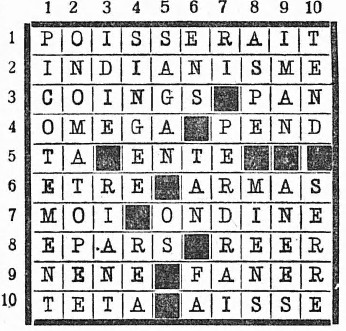 1 2 3 4 5 6 7 8 9 10
1 P O I S S E R A I T
2 I N D I A N I S M E
3 C O I N G S P A N
4 O M E G A P E N D
5 T A E N T E
6 E T R E A R M A S
7 M O I O N D I N E
8 E P A R S R E E R
9 N E N E F A N E R
10 T E T A A I S S E